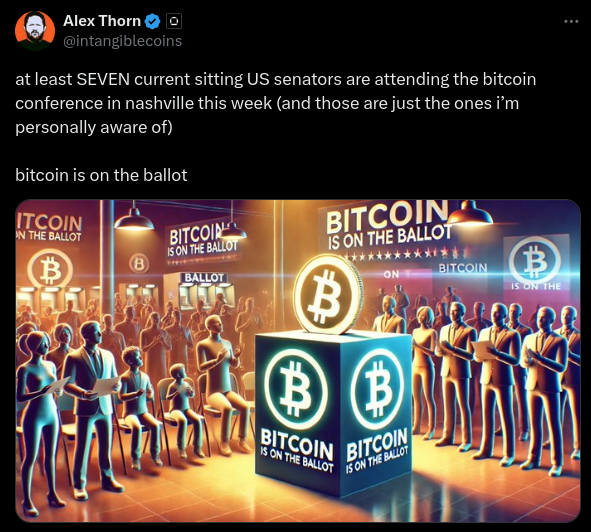 Alex Thorn
@intangiblecoins
at least SEVEN current sitting US senators are attending the bitcoin
conference in nashville this week (and those are just the ones i'm
personally aware of)
bitcoin is on the ballot
ITCOIN
N THE BALLOT
BITCOIN
IS ON THE BALLOT
BALLOT
BITCOIN
IS ON THE BALLOT
ON
BITCOIN
IS ON THE
BITCOIN
IS ON THE BALLOT
BITCOIN
IS ON THE BALLOT